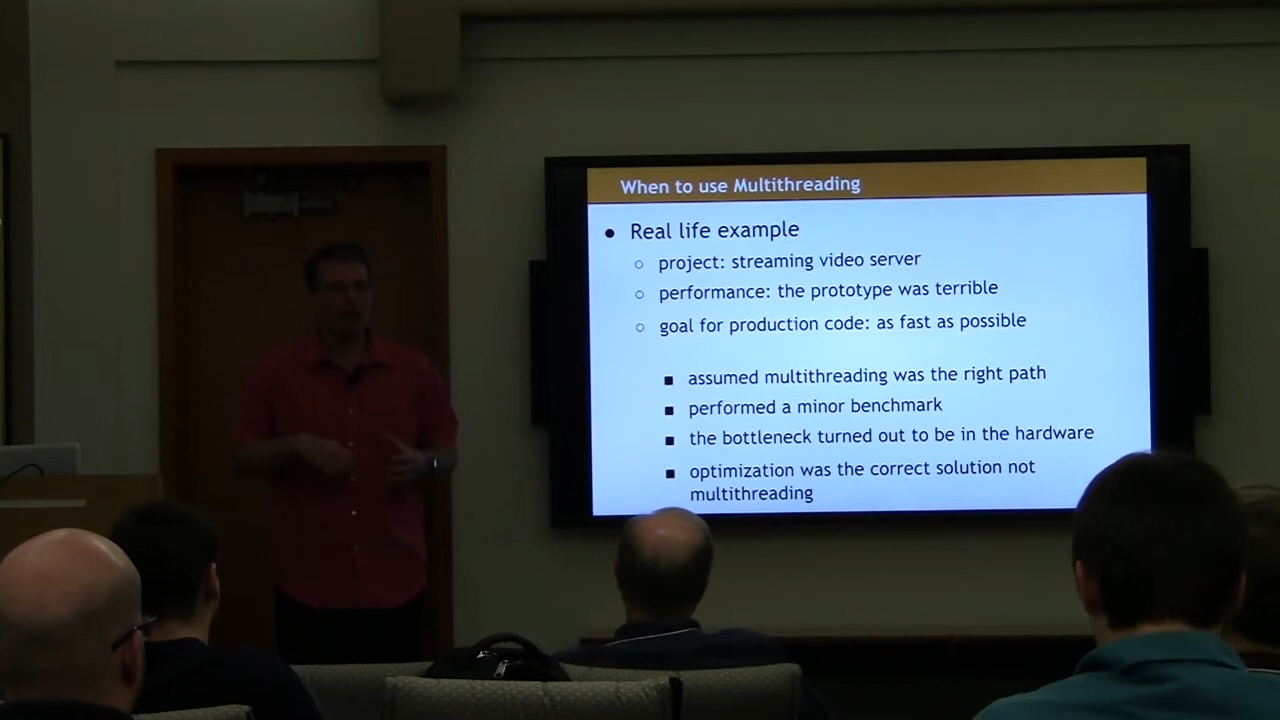 When to use Multithreading
● Real life example
○ project: streaming video server
○ performance: the prototype was terrible
○ goal for production code: as fast as possible
■ assumed multithreading was the right path
■ performed a minor benchmark
■ the bottleneck turned out to be in the hardware
■ optimization was the correct solution not
multithreading